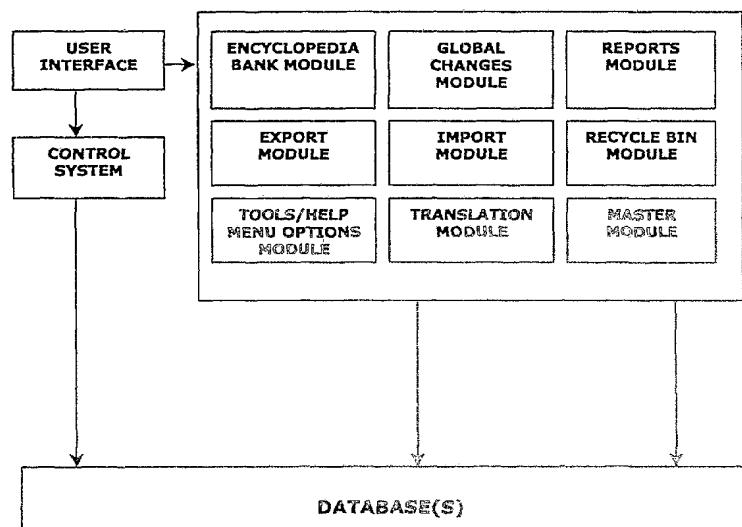 USER
INTERFACE
ENCYCLOPEDIA
BANK MODULE
GLOBAL
CHANGES
MODULE
REPORTS
MODULE
CONTROL
SYSTEM
EXPORT
MODULE
IMPORT
MODULE
RECYCLE BIN
MODULE
TOOLS/HELP
MENU OPTIONS
MODULE
TRANSLATION
MODULE
MASTER
MODULE
DATABASE(S)